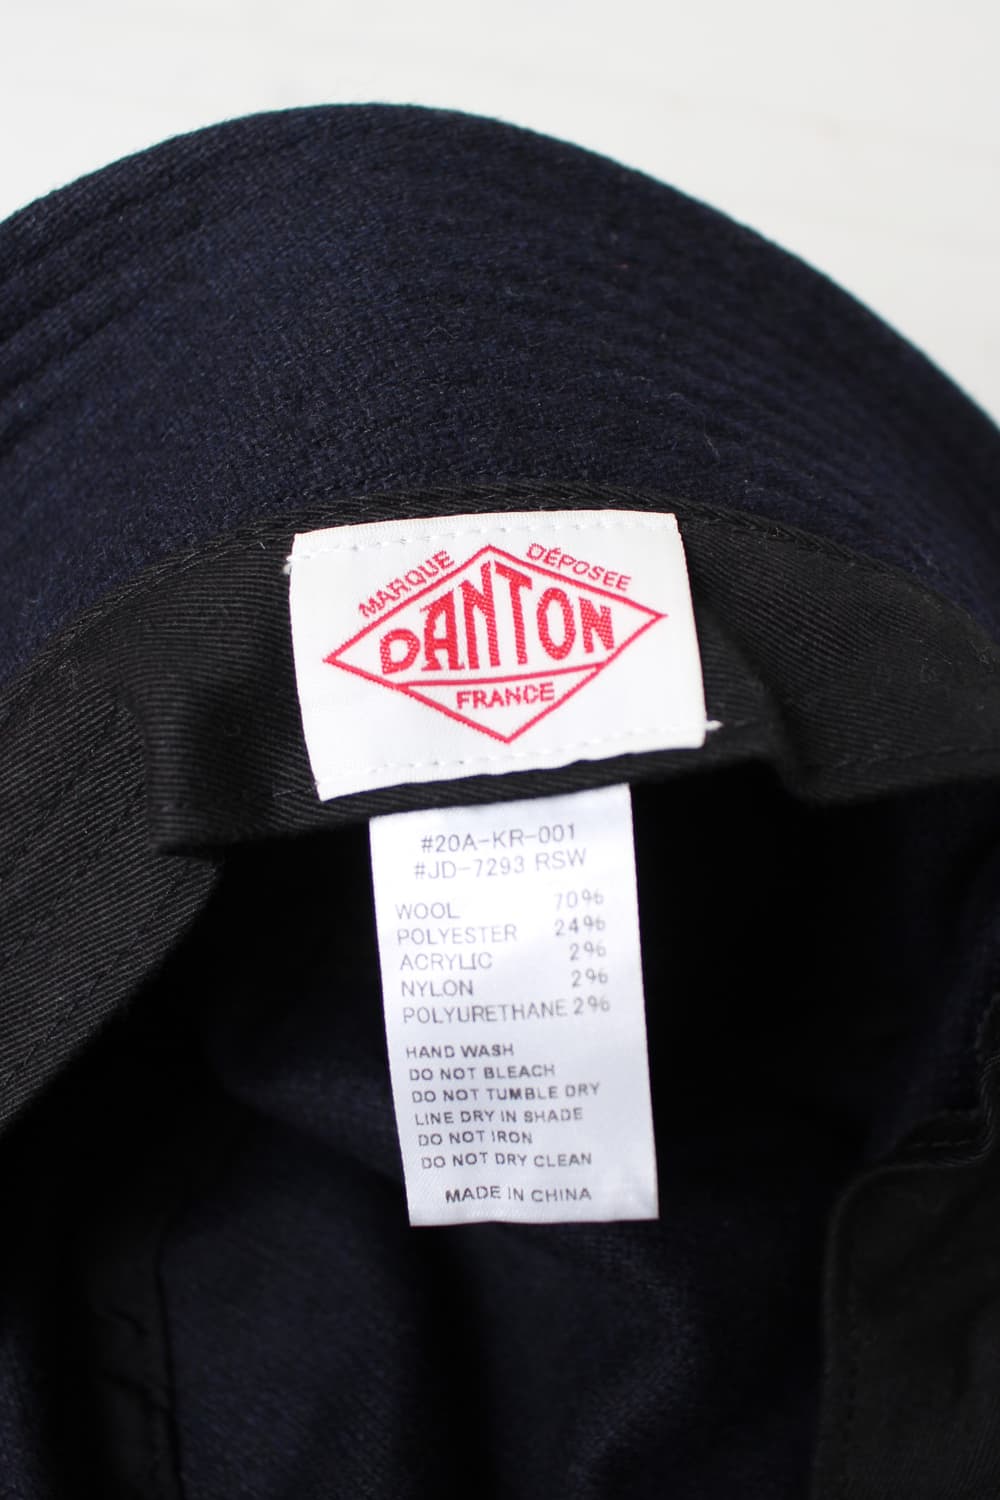 MARQUE DÉPOSÉE
DANTON
FRANCE
#20A-KR-001
#JD-7293 RSW
WOOL 70%
POLYESTER 24%
ACRYLIC 2%
NYLON 2%
POLYURETHANE 2%
HAND WASH
DO NOT BLEACH
DO NOT TUMBLE DRY
LINE DRY IN SHADE
DO NOT IRON
DO NOT DRY CLEAN
MADE IN CHINA